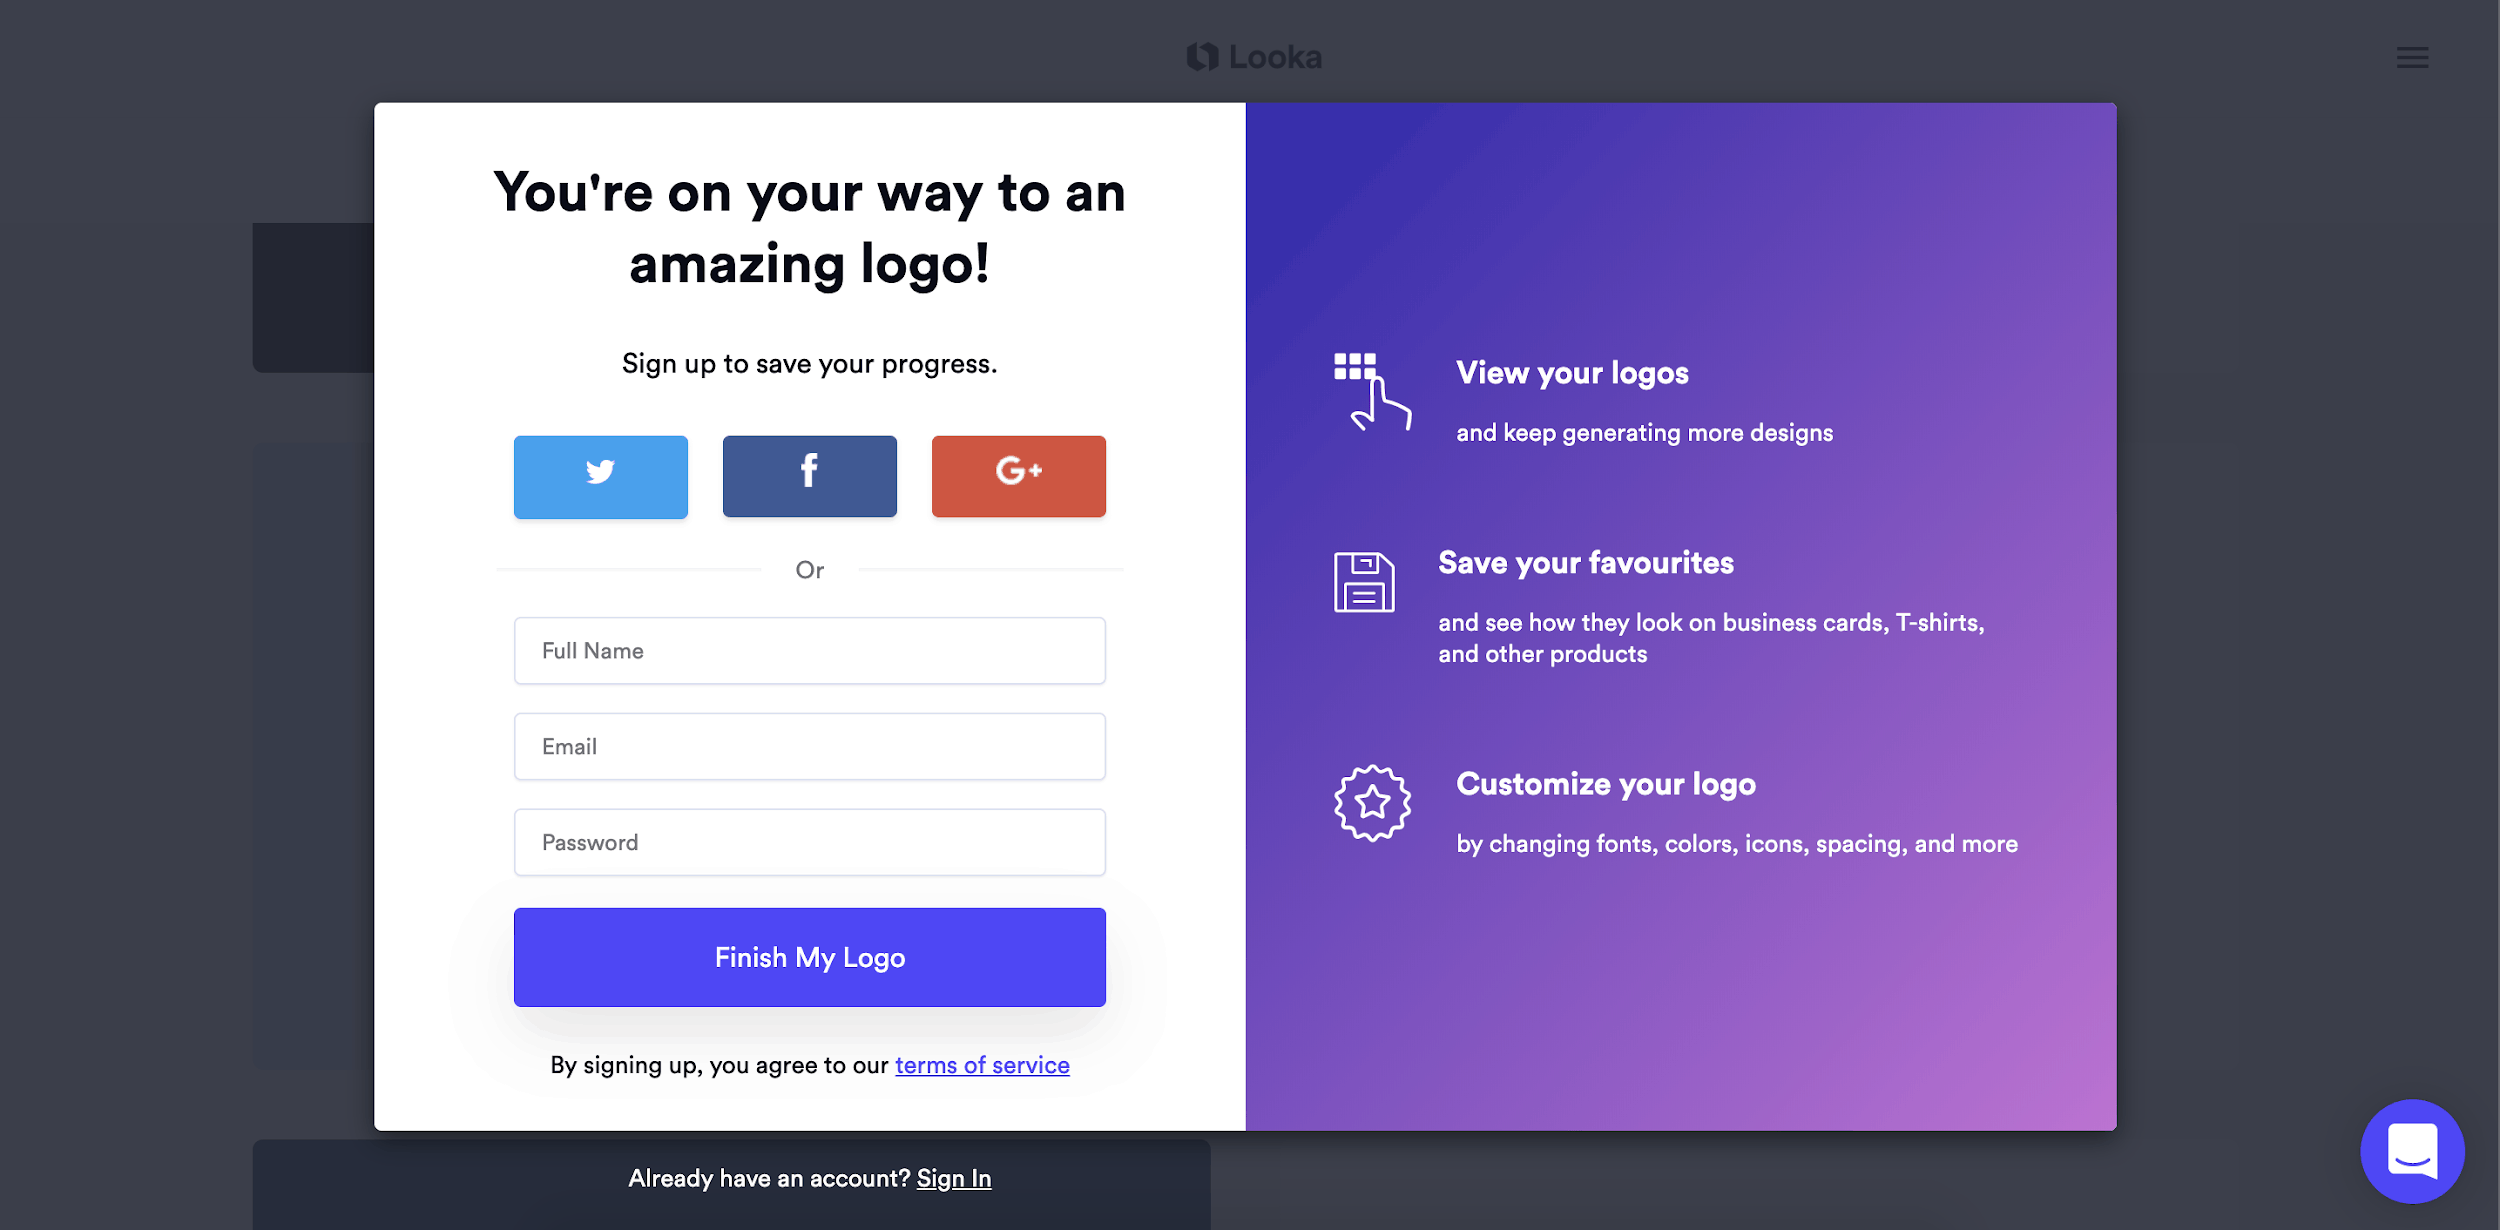 Looka
You're on your way to an
amazing logo!
Sign up to save your progress.
f
G+
Or
Full Name
Email
Password
Finish My Logo
By signing up, you agree to our terms of service
View your logos
and keep generating more designs
Save your favourites
and see how they look on business cards, T-shirts,
and other products
Customize your logo
by changing fonts, colors, icons, spacing, and more
Already have an account? Sign In